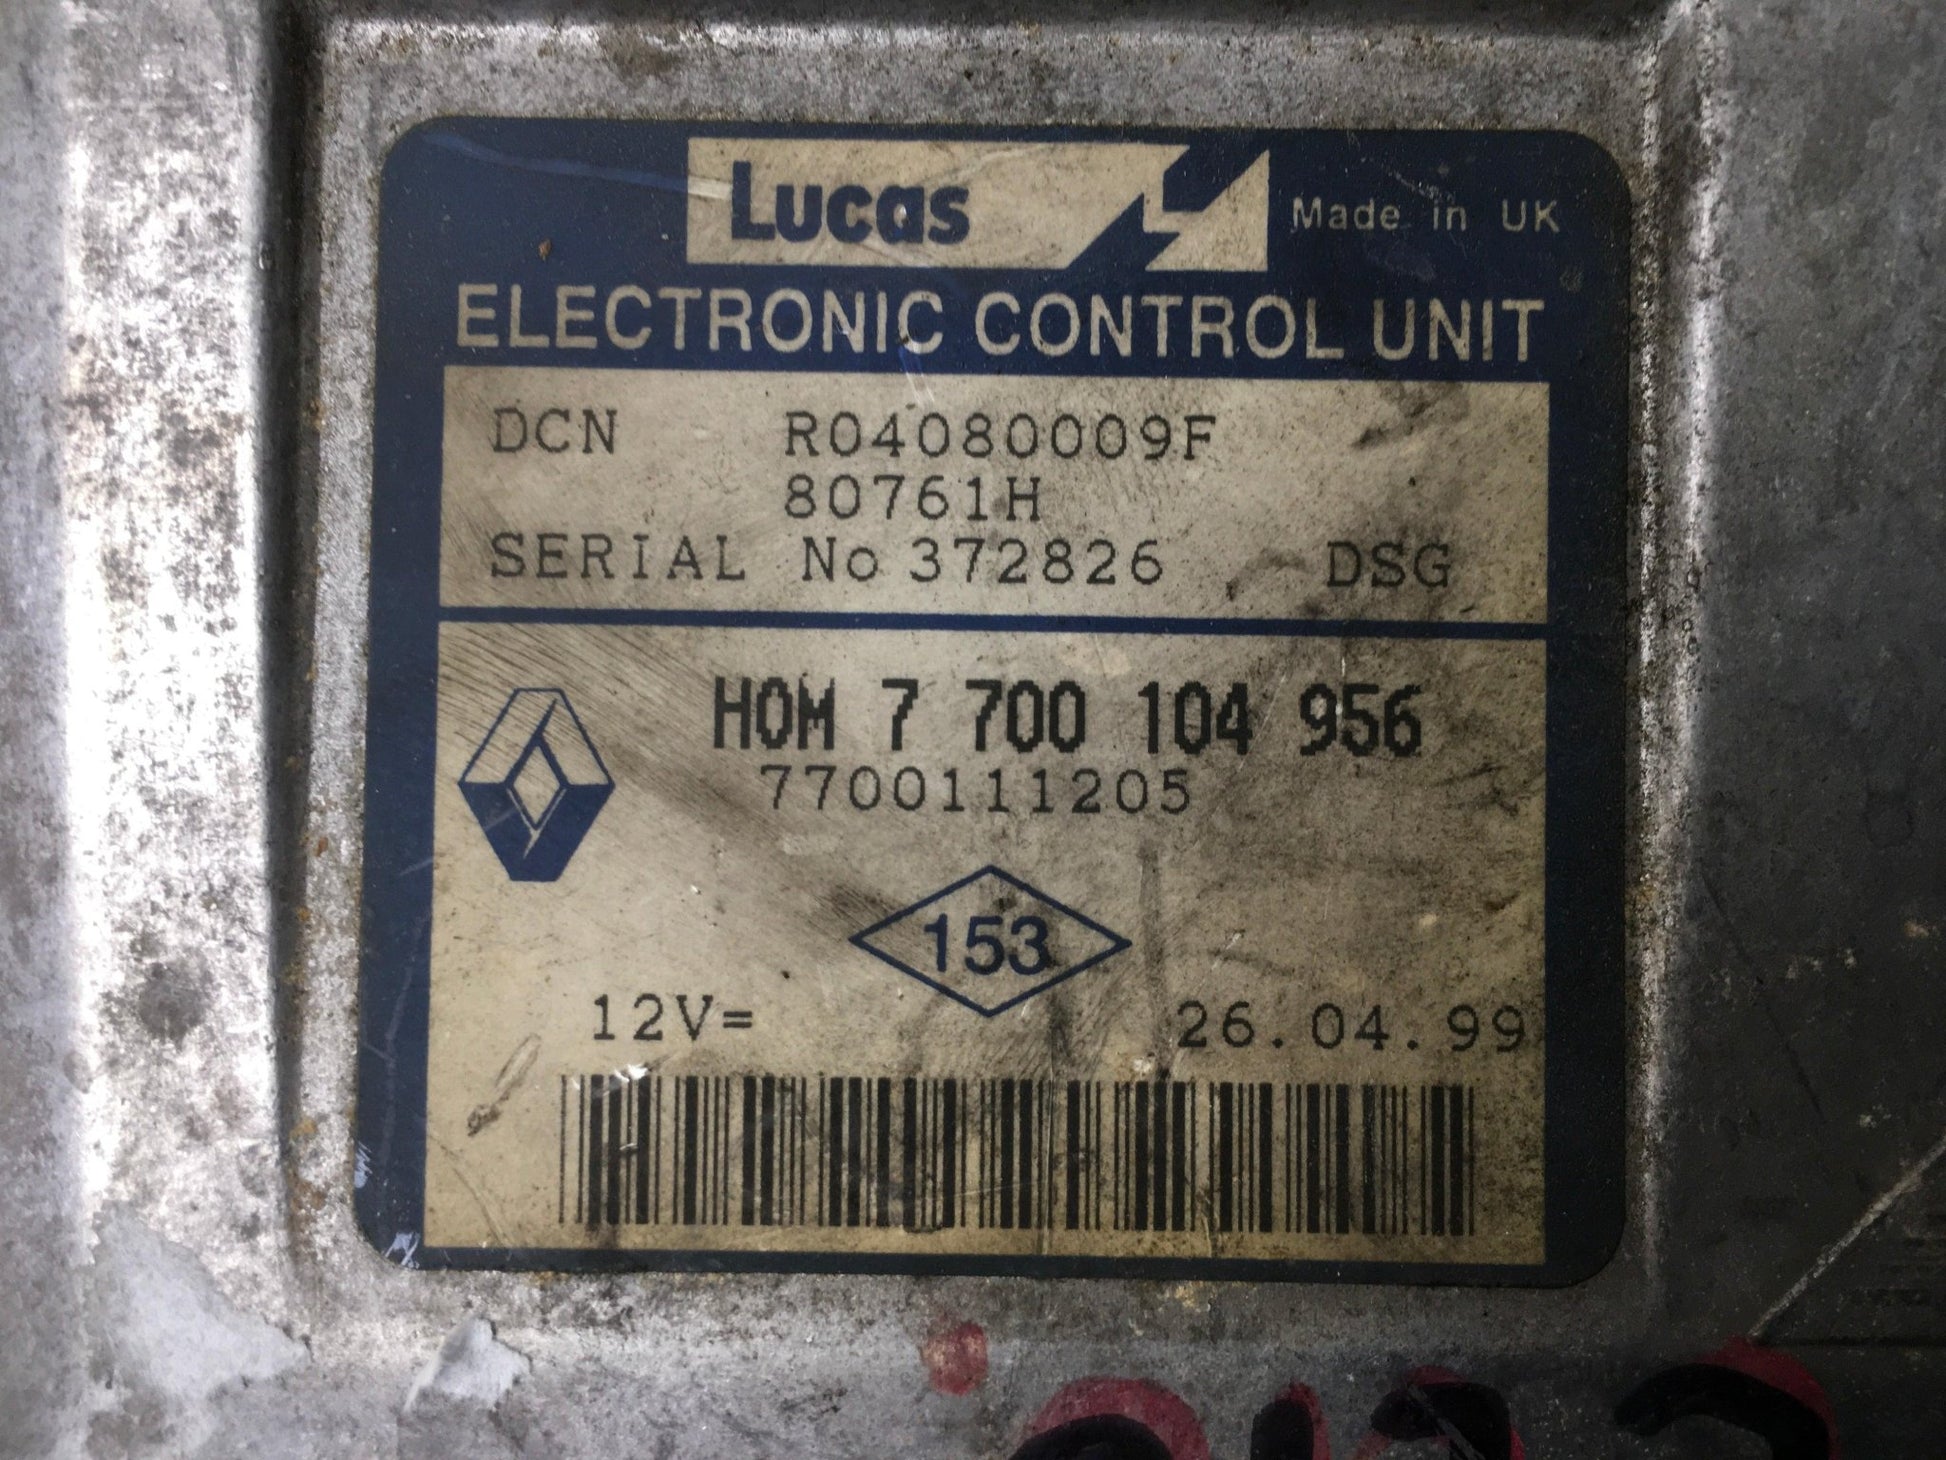 Lucas
Made in UK
ELECTRONIC CONTROL UNIT
DCN R04080009F
80761H
SERIAL No 372826 DSG
HOM 7 700 104 956
7700111205
153
12V=
26.04.99